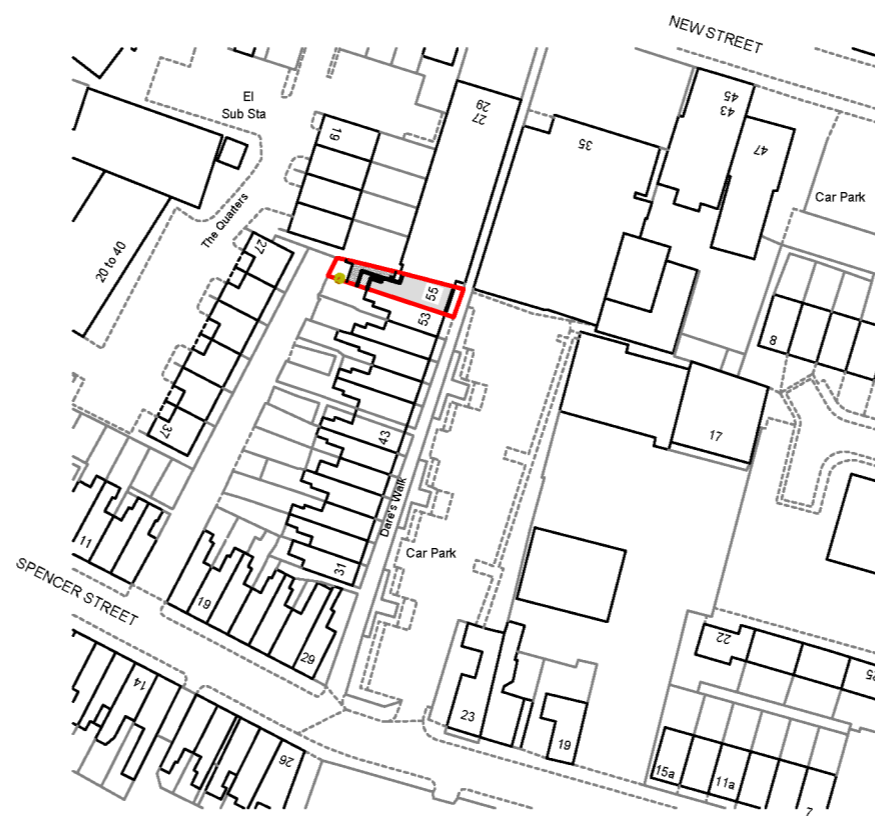 NEW STREET
El
Sub Sta
19
29
27
45
43
35
47
Car Park
The Quarters
27
20 to 40
55
53
8
37
43
17
Dare's Walk
11
Car Park
31
SPENCER STREET
19
29
22
25
14
23
19
26
15a
11a
7